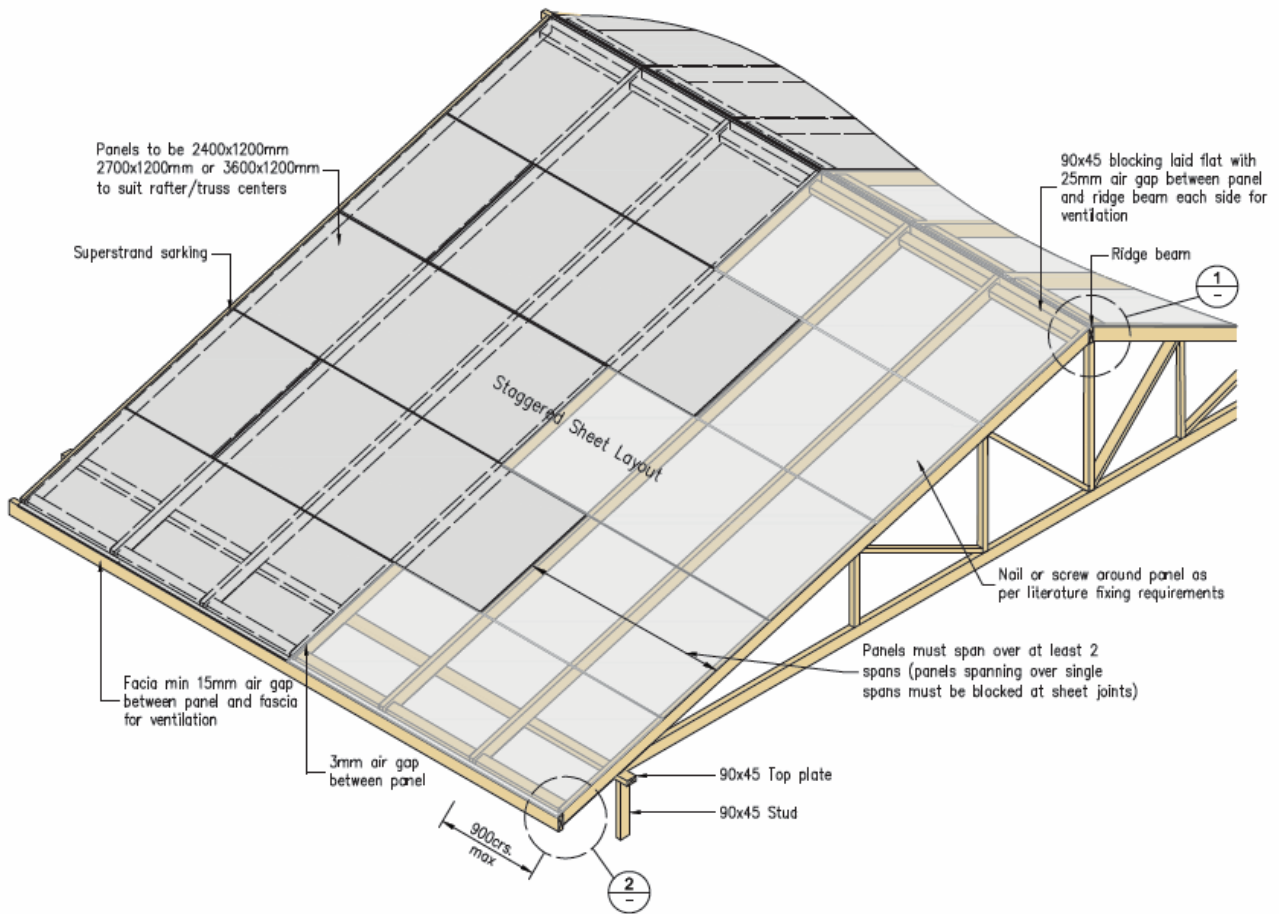 Panels to be 2400x1200mm
2700x1200mm or 3600x1200mm
to suit rafter/truss centers
Superstrand sarking
90x45 blocking laid flat with
25mm air gap between panel
and ridge beam each side for
ventilation
Ridge beam
1
-
Staggered Sheet Layout
Nail or screw around panel as
per literature fixing requirements
Panels must span over at least 2
spans (panels spanning over single
spans must be blocked at sheet joints)
Facia min 15mm air gap
between panel and fascia
for ventilation
3mm air gap
between panel
90x45 Top plate
90x45 Stud
900crs.
max
2
-